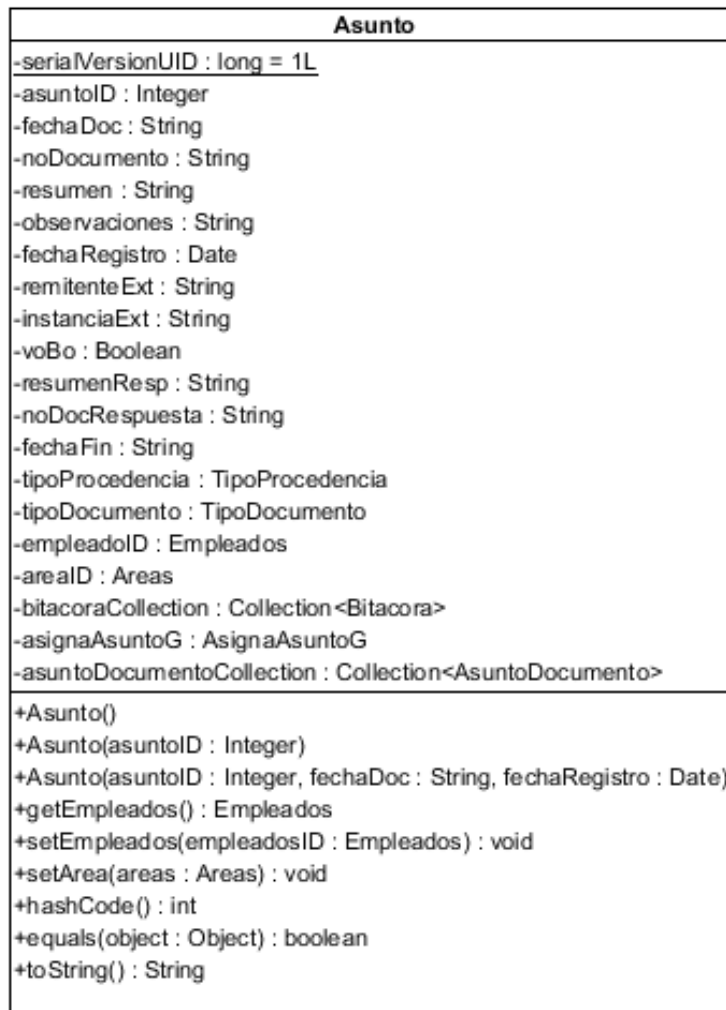 Asunto
-serialVersionUID : long = 1L
-asuntoID : Integer
-fechaDoc : String
-noDocumento : String
-resumen : String
-observaciones : String
-fechaRegistro : Date
-remitenteExt : String
-instanciaExt : String
-voBo : Boolean
-resumenResp : String
-noDocRespuesta : String
-fechaFin : String
-tipoProcedencia : TipoProcedencia
-tipoDocumento : TipoDocumento
-empleadoID : Empleados
-areaID : Areas
-bitacoraCollection : Collection<Bitacora>
-asignaAsuntoG : AsignaAsuntoG
-asuntoDocumentoCollection : Collection<AsuntoDocumento>
+Asunto()
+Asunto(asuntoID : Integer)
+Asunto(asuntoID : Integer, fechaDoc : String, fechaRegistro : Date)
+getEmpleados() : Empleados
+setEmpleados(empleadosID : Empleados) : void
+setArea(areas : Areas) : void
+hashCode() : int
+equals(object : Object) : boolean
+toString() : String